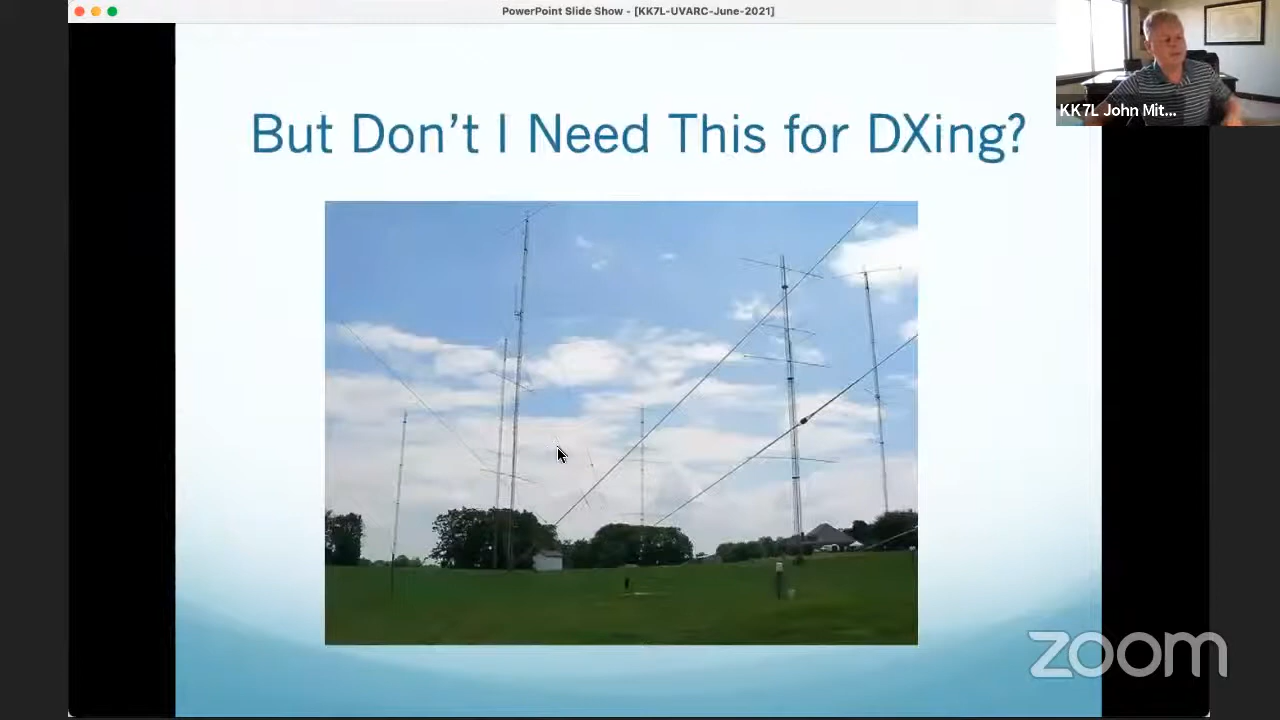 PowerPoint Slide Show - [KK7L-UVARC-June-2021]
KK7L John Mit...
But Don't I Need This for DXing?
zoom